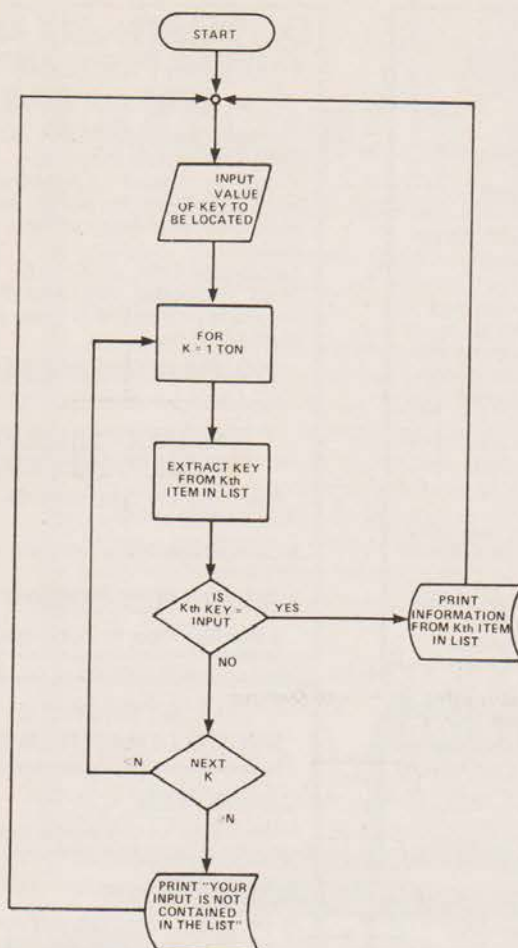 START
INPUT
VALUE
OF KEY TO
BE LOCATED
FOR
K = 1 TON
EXTRACT KEY
FROM Kth
ITEM IN LIST
IS
Kth KEY =
INPUT
YES
PRINT
INFORMATION
FROM Kth ITEM
IN LIST
NO
NEXT
K
<N
>N
PRINT "YOUR
INPUT IS NOT
CONTAINED
IN THE LIST"